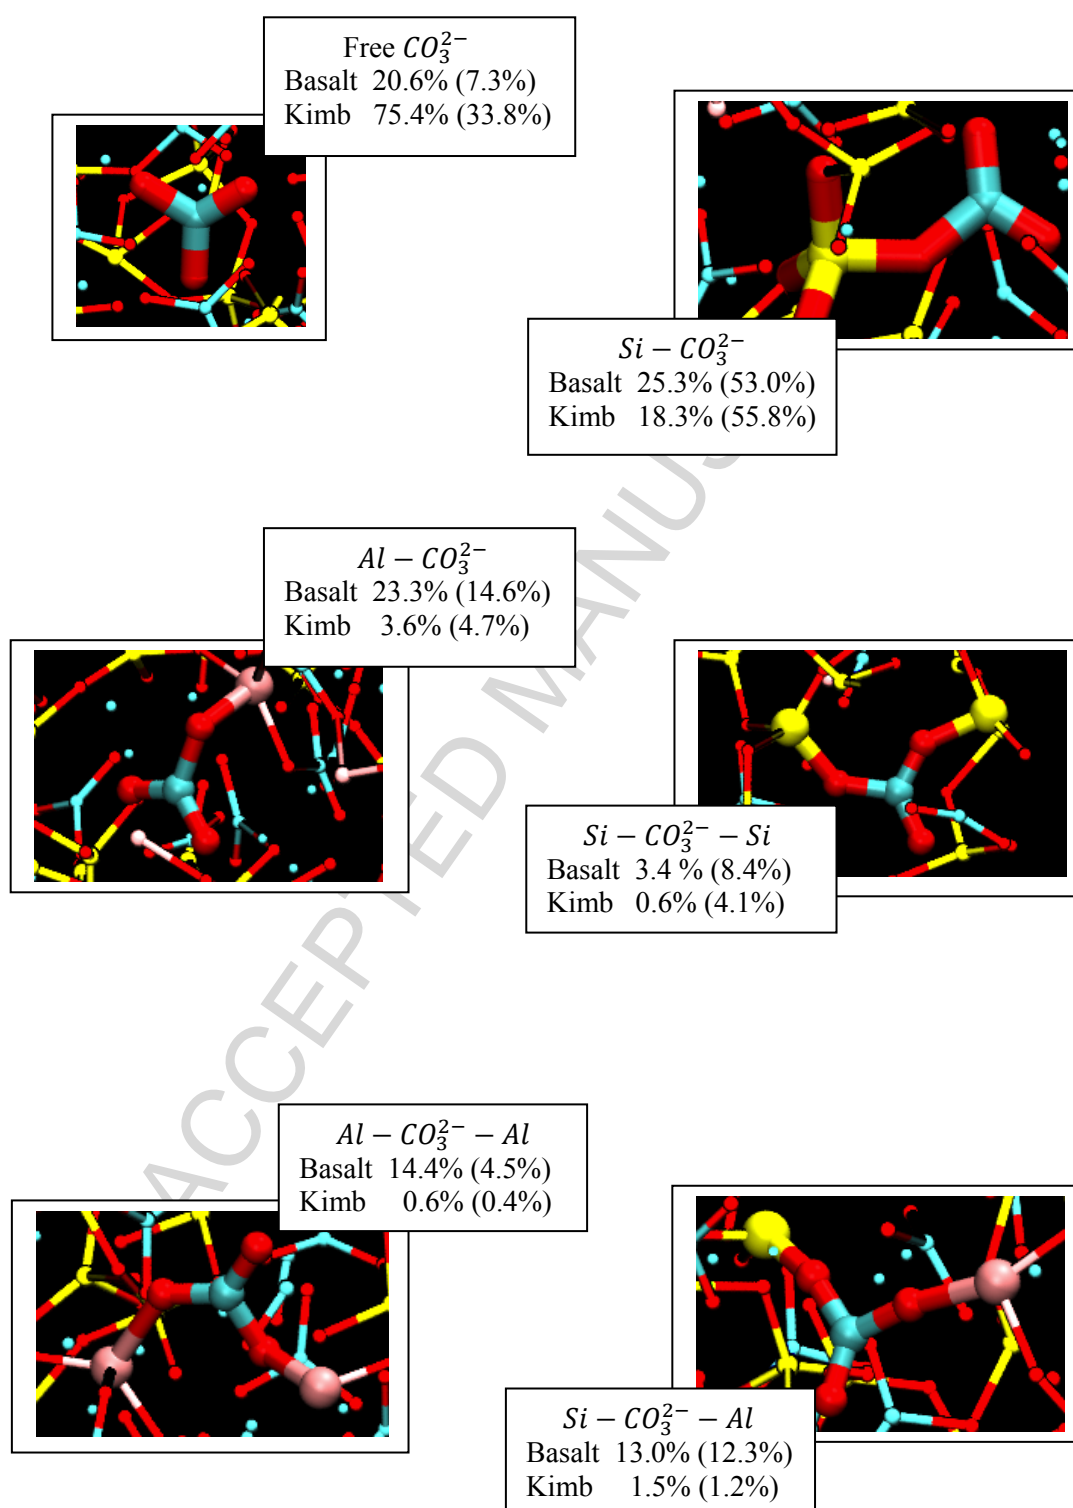 Free CO₃²⁻
Basalt 20.6% (7.3%)
Kimb 75.4% (33.8%)
Si − CO₃²⁻
Basalt 25.3% (53.0%)
Kimb 18.3% (55.8%)
Al − CO₃²⁻
Basalt 23.3% (14.6%)
Kimb 3.6% (4.7%)
Si − CO₃²⁻ − Si
Basalt 3.4 % (8.4%)
Kimb 0.6% (4.1%)
Al − CO₃²⁻ − Al
Basalt 14.4% (4.5%)
Kimb 0.6% (0.4%)
Si − CO₃²⁻ − Al
Basalt 13.0% (12.3%)
Kimb 1.5% (1.2%)
ACCEPTED MANUS